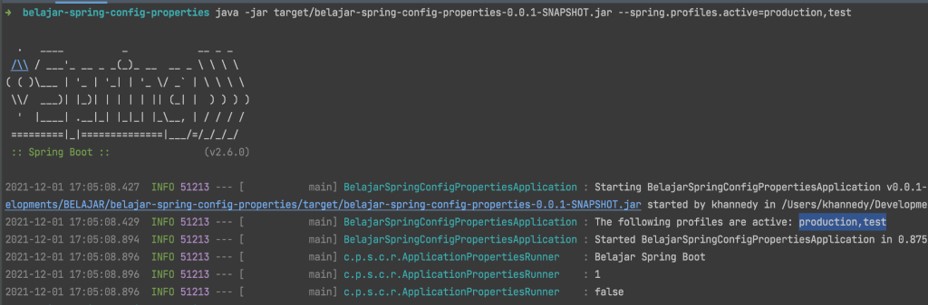 → belajar-spring-config-properties java -jar target/belajar-spring-config-properties-0.0.1-SNAPSHOT.jar --spring.profiles.active=production,test
  .   ____          _            __ _ _
 /\\ / ___'_ __ _ _(_)_ __  __ _ \ \ \ \
( ( )\___ | '_ | '_| | '_ \/ _` | \ \ \ \
 \\/  ___)| |_)| | | | | || (_| |  ) ) ) )
  '  |____| .__|_| |_|_| |_\__, | / / / /
 =========|_|==============|___/=/_/_/_/
 :: Spring Boot ::                (v2.6.0)
2021-12-01 17:05:08.427  INFO 51213 --- [           main] BelajarSpringConfigPropertiesApplication : Starting BelajarSpringConfigPropertiesApplication v0.0.1-
elopments/BELAJAR/belajar-spring-config-properties/target/belajar-spring-config-properties-0.0.1-SNAPSHOT.jar started by khannedy in /Users/khannedy/Developme
2021-12-01 17:05:08.429  INFO 51213 --- [           main] BelajarSpringConfigPropertiesApplication : The following profiles are active: production,test
2021-12-01 17:05:08.894  INFO 51213 --- [           main] BelajarSpringConfigPropertiesApplication : Started BelajarSpringConfigPropertiesApplication in 0.875
2021-12-01 17:05:08.896  INFO 51213 --- [           main] c.p.s.c.r.ApplicationPropertiesRunner    : Belajar Spring Boot
2021-12-01 17:05:08.896  INFO 51213 --- [           main] c.p.s.c.r.ApplicationPropertiesRunner    : 1
2021-12-01 17:05:08.896  INFO 51213 --- [           main] c.p.s.c.r.ApplicationPropertiesRunner    : false